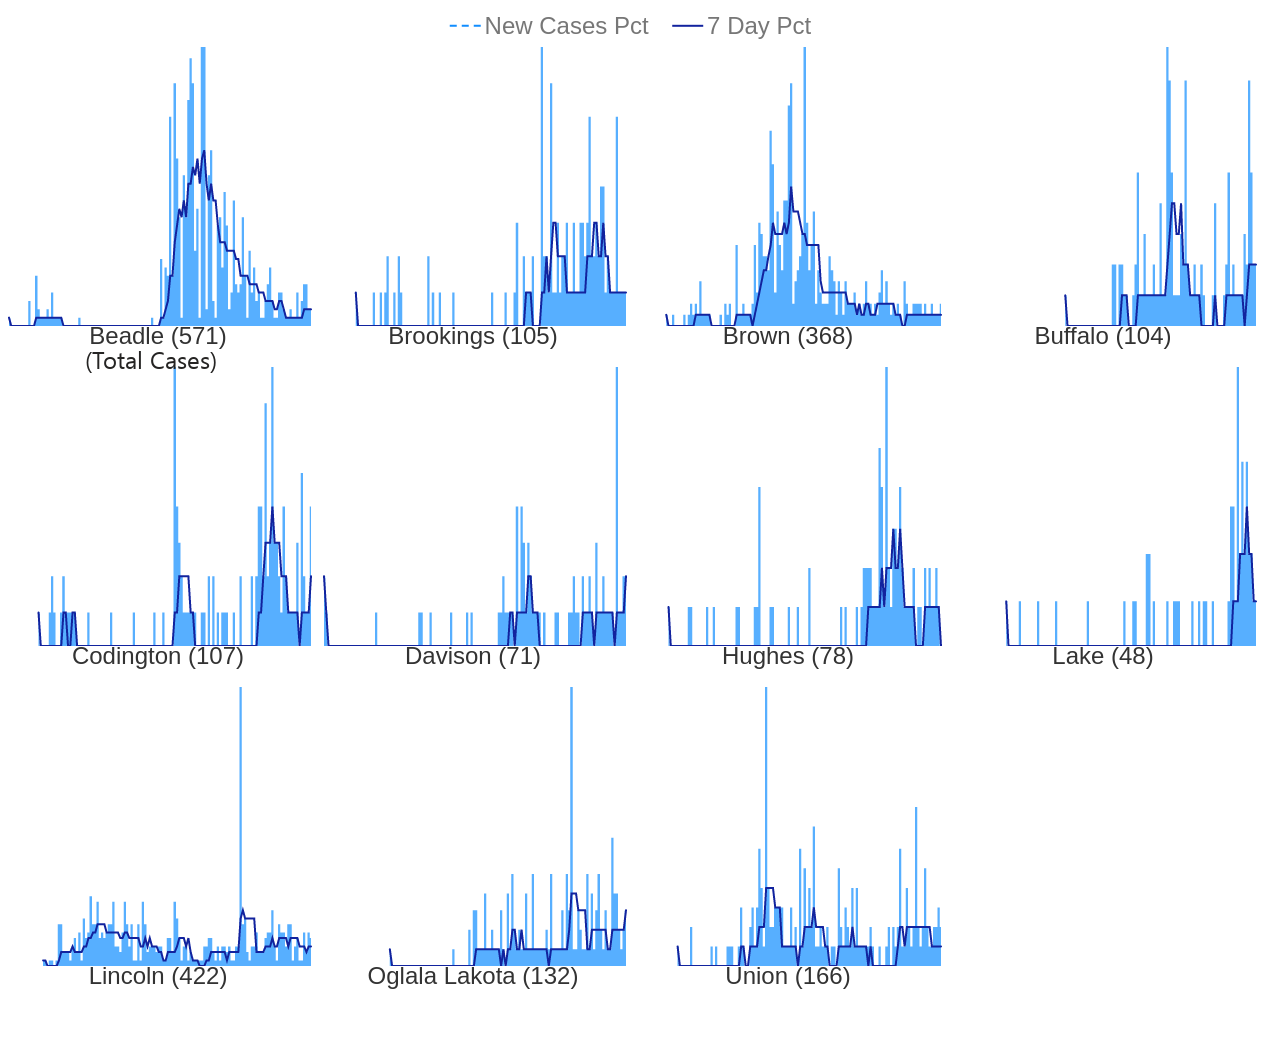 New Cases Pct 7 Day Pct
Beadle (571) Brookings (105) Brown (368) Buffalo (104)
(Total Cases)
Codington (107) Davison (71) Hughes (78) Lake (48)
Lincoln (422) Oglala Lakota (132) Union (166)